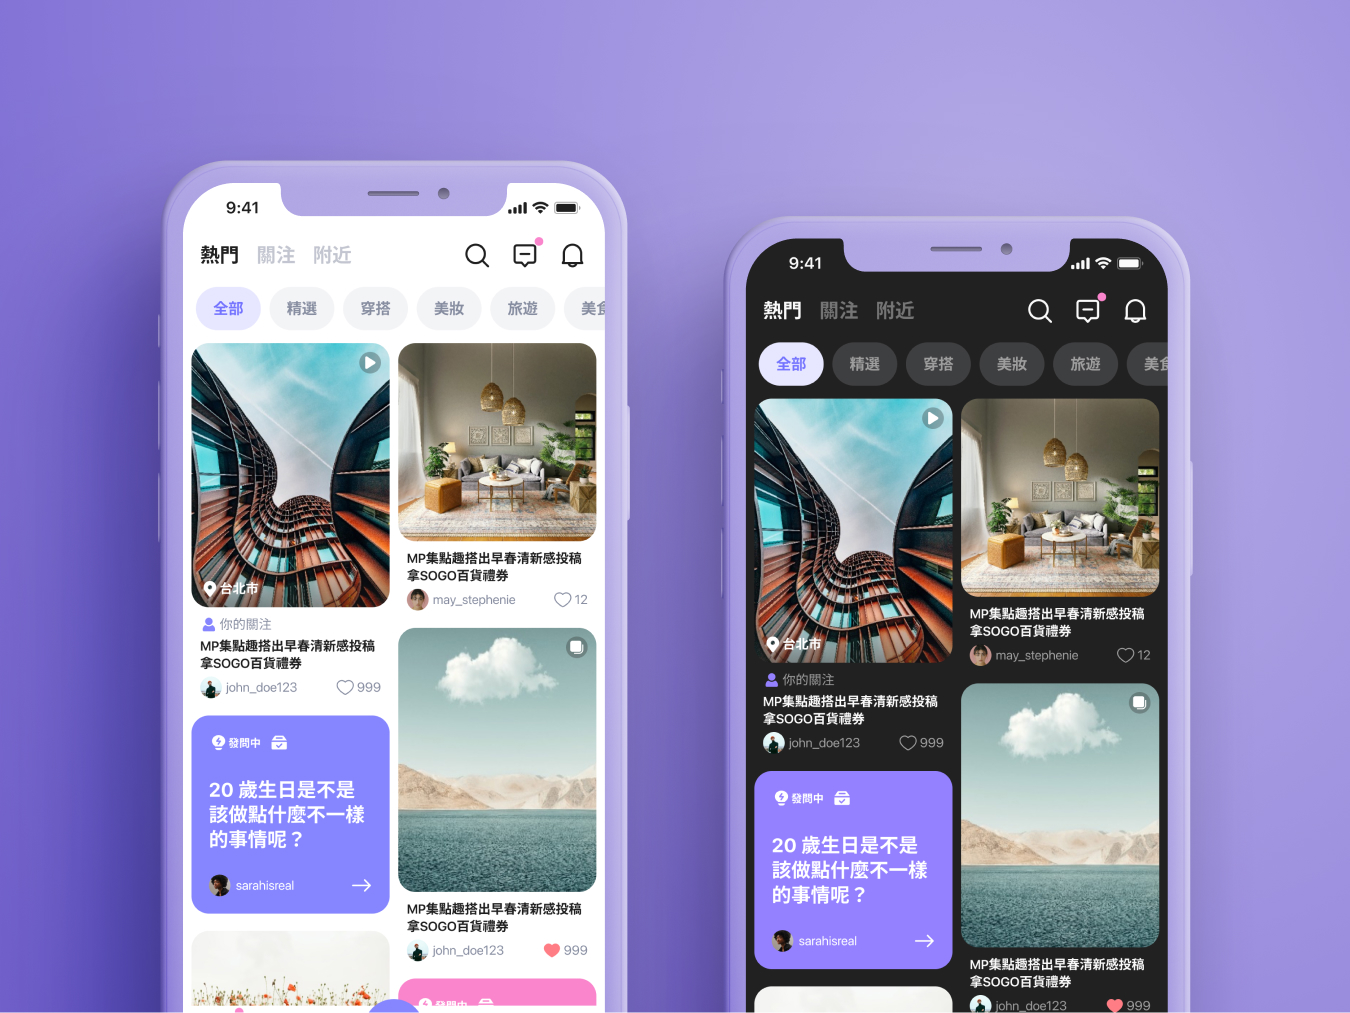 9:41
熱門 關注 附近
全部 精選 穿搭 美妝 旅遊 美食
台北市
你的關注
MP集點趣搭出早春清新感投稿
拿SOGO百貨禮券
john_doe123 999
發問中
20 歲生日是不是
該做點什麼不一樣
的事情呢？
sarahisreal
MP集點趣搭出早春清新感投稿
拿SOGO百貨禮券
may_stephenie 12
MP集點趣搭出早春清新感投稿
拿SOGO百貨禮券
john_doe123 999
發問中
9:41
熱門 關注 附近
全部 精選 穿搭 美妝 旅遊 美食
台北市
你的關注
MP集點趣搭出早春清新感投稿
拿SOGO百貨禮券
john_doe123 999
發問中
20 歲生日是不是
該做點什麼不一樣
的事情呢？
sarahisreal
MP集點趣搭出早春清新感投稿
拿SOGO百貨禮券
may_stephenie 12
MP集點趣搭出早春清新感投稿
拿SOGO百貨禮券
john_doe123 999